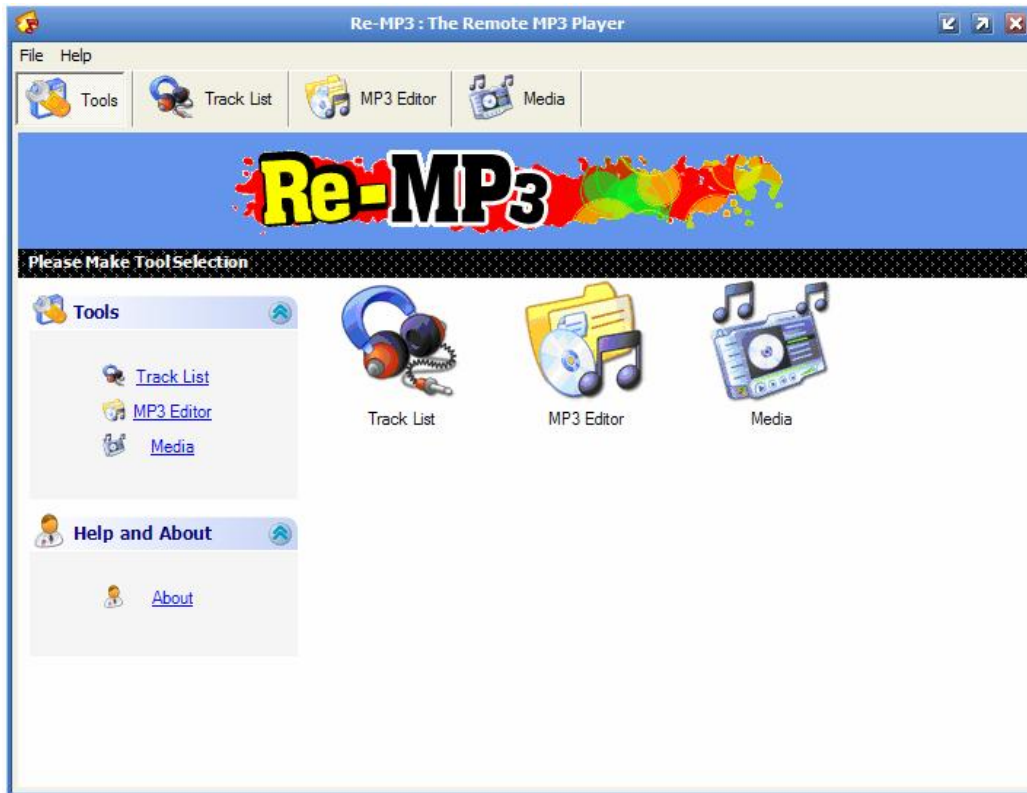 Re-MP3 : The Remote MP3 Player
File Help
Tools Track List MP3 Editor Media
Re-MP3
Please Make Tool Selection
Tools
Track List
MP3 Editor
Media
Track List MP3 Editor Media
Help and About
About